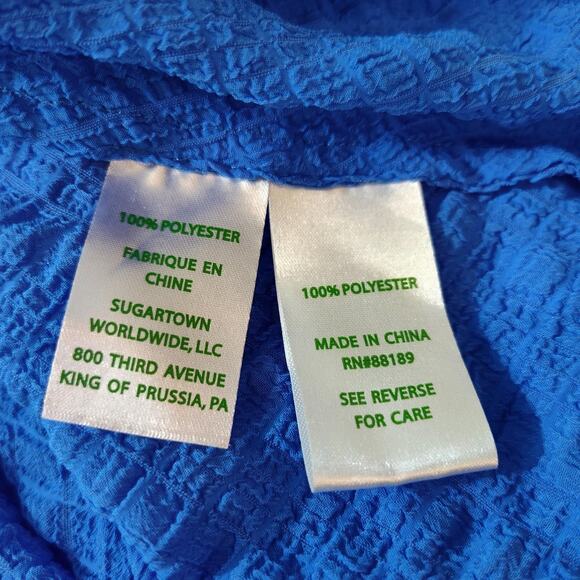 100% POLYESTER
FABRIQUE EN
CHINE
SUGARTOWN
WORLDWIDE, LLC
800 THIRD AVENUE
KING OF PRUSSIA, PA
100% POLYESTER
MADE IN CHINA
RN#88189
SEE REVERSE
FOR CARE